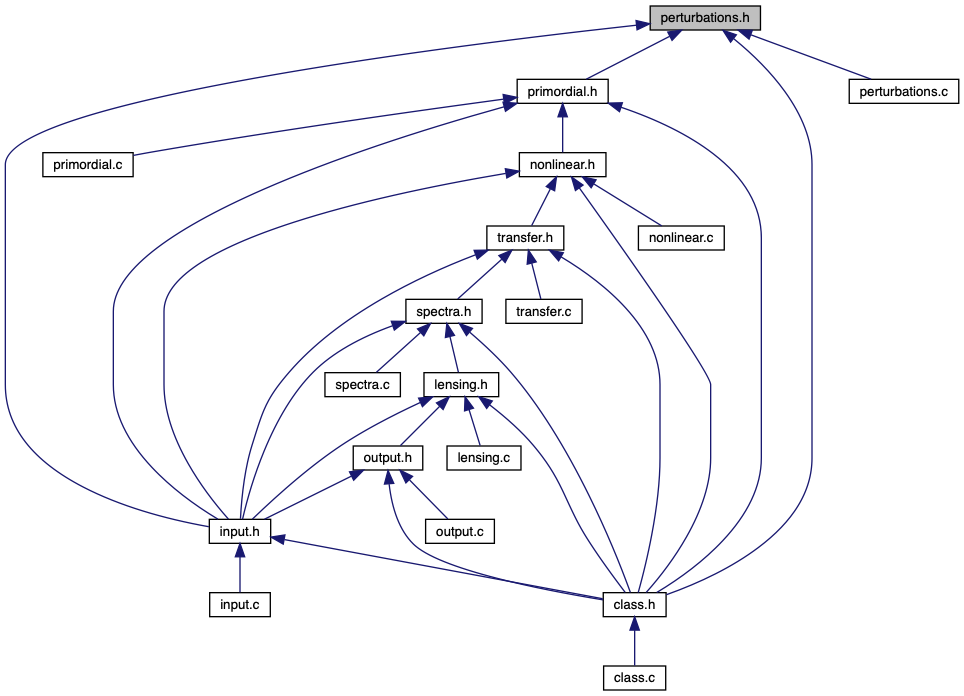 perturbations.h
primordial.h
perturbations.c
primordial.c
nonlinear.h
transfer.h
nonlinear.c
spectra.h
transfer.c
spectra.c
lensing.h
output.h
lensing.c
input.h
output.c
input.c
class.h
class.c